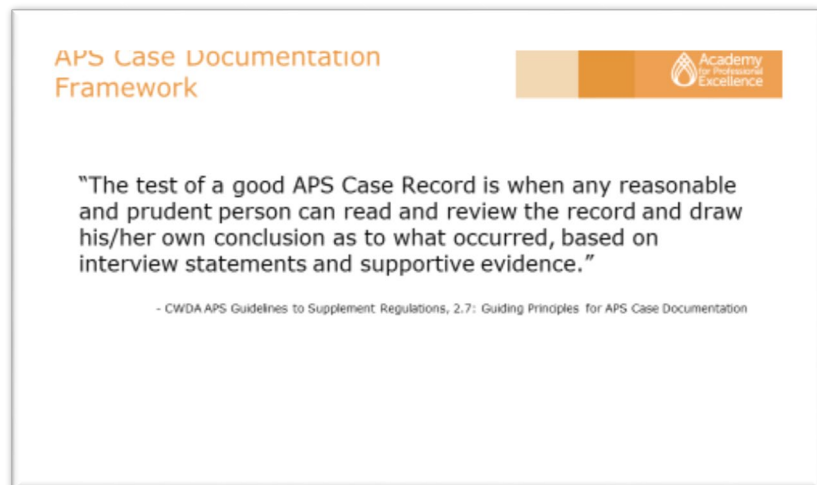 APS Case Documentation
Framework
Academy
for Professional
Excellence
“The test of a good APS Case Record is when any reasonable
and prudent person can read and review the record and draw
his/her own conclusion as to what occurred, based on
interview statements and supportive evidence.”
- CWDA APS Guidelines to Supplement Regulations, 2.7: Guiding Principles for APS Case Documentation